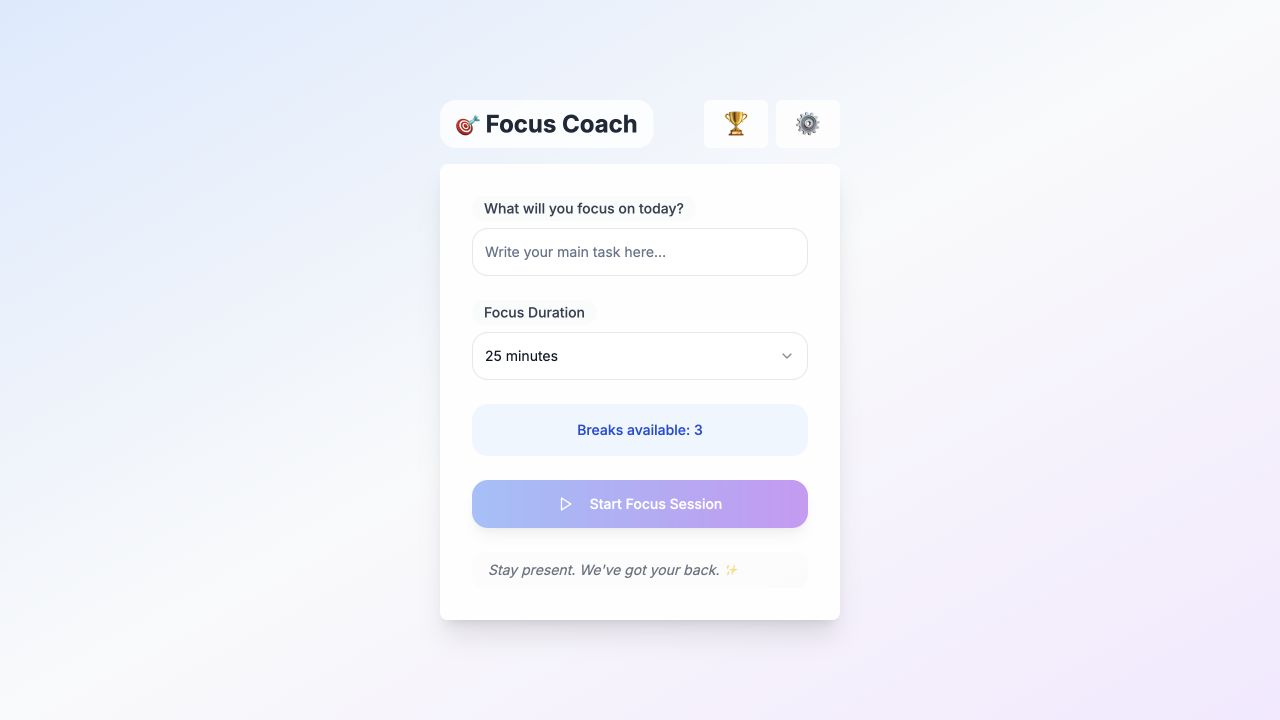 🎯 Focus Coach
🏆
⚙️
What will you focus on today?
Write your main task here...
Focus Duration
25 minutes
Breaks available: 3
Start Focus Session
Stay present. We've got your back. ✨